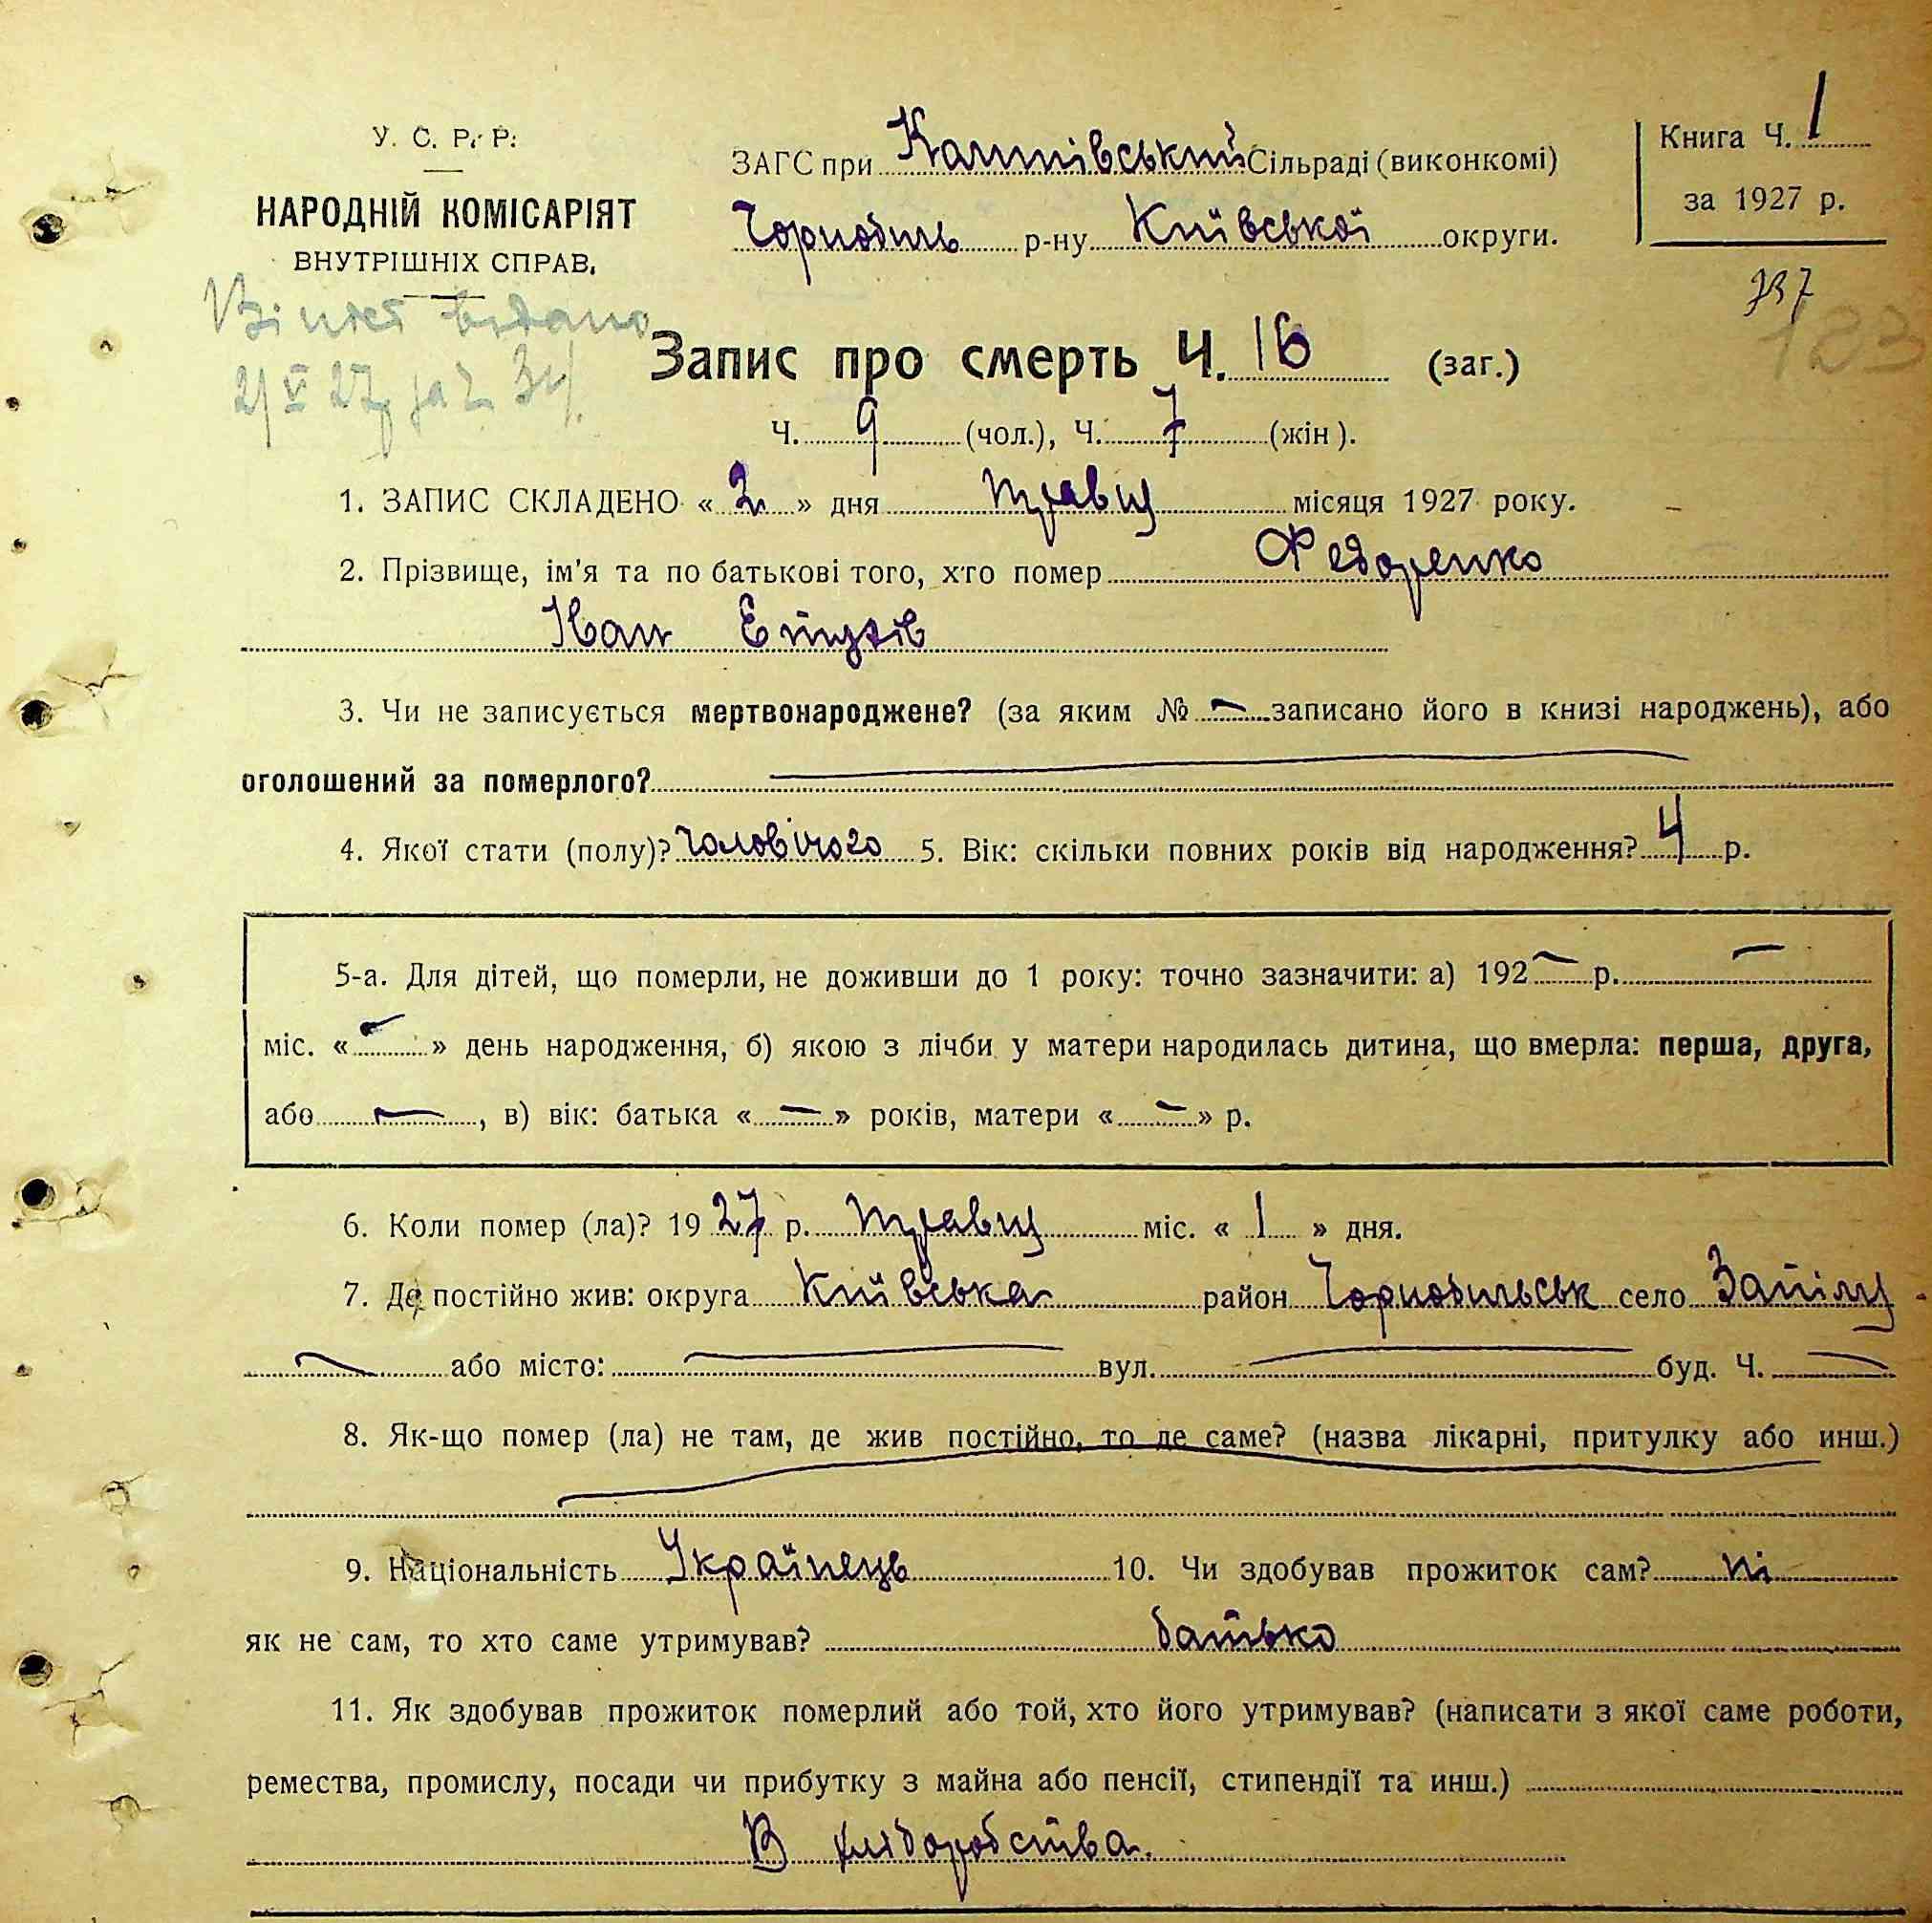 У. С. Р. Р.
ЗАГС при Сільраді (виконкомі)
Книга Ч. 1
НАРОДНІЙ КОМІСАРІЯТ
за 1927 р.
ВНУТРІШНІХ СПРАВ.
Чорнобиль р-ну Київської округи.
видано
737
183
Запис про смерть Ч. 16 (заг.)
Ч. 9 (чол.), Ч. 7 (жін).
1. ЗАПИС СКЛАДЕНО « 2 » дня травця місяця 1927 року.
2. Прізвище, ім'я та по батькові того, хто помер Федоренко
Іван
3. Чи не записується мертвонароджене? (за яким № — записано його в книзі народжень), або
оголошений за померлого? —
4. Якої стати (полу)? чоловічого 5. Вік: скільки повних років від народження? 4 р.
5-а. Для дітей, що померли, не доживши до 1 року: точно зазначити: а) 192 — р. —
міс. « — » день народження, б) якою з лічби у матери народилась дитина, що вмерла: перша, друга,
або — , в) вік: батька « — » років, матери « — » р.
6. Коли помер (ла)? 1927 р. травця міс. « 1 » дня.
7. Де постійно жив: округа Київська район Чорнобильськ село
— або місто: — вул. — буд. Ч. —
8. Як-що помер (ла) не там, де жив постійно, то де саме? (назва лікарні, притулку або инш.)
—
9. Національність Українець 10. Чи здобував прожиток сам? ні
як не сам, то хто саме утримував? батько
11. Як здобував прожиток померлий або той, хто його утримував? (написати з якої саме роботи,
ремества, промислу, посади чи прибутку з майна або пенсії, стипендії та инш.)
В хліборобства.